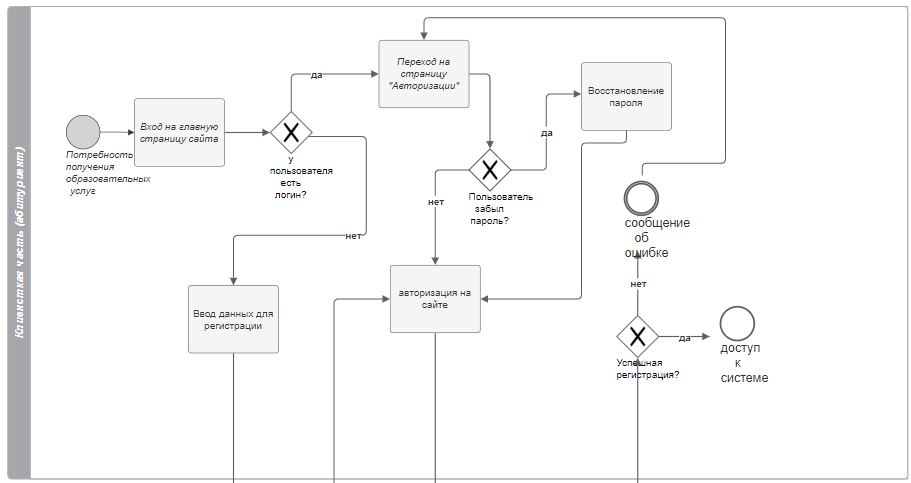 Клиентская часть (абитуриент)
Потребность
получения
образовательных
услуг
Вход на главную
страницу сайта
у
пользователя
есть
логин?
да
нет
Переход на
страницу
"Авторизации"
Пользователь
забыл
пароль?
да
нет
Восстановление
пароля
Ввод данных для
регистрации
авторизация на
сайте
сообщение
об
ошибке
нет
Успешная
регистрация?
да
доступ
к
системе